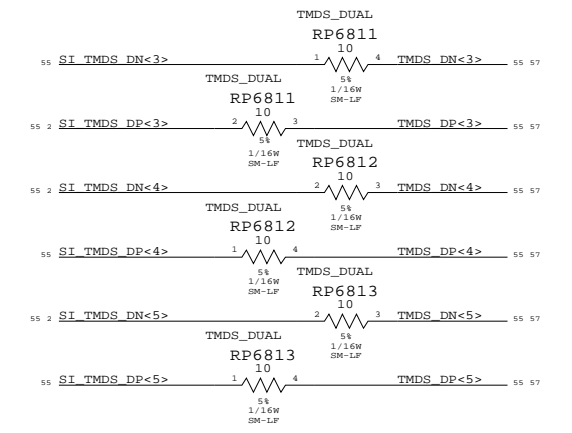 TMDS_DUAL
RP6811
10
55 SI_TMDS_DN<3> 1 4 TMDS_DN<3> 55 57
5%
1/16W
SM-LF
TMDS_DUAL
RP6811
10
55 2 SI_TMDS_DP<3> 2 3 TMDS_DP<3> 55 57
5%
1/16W
SM-LF
TMDS_DUAL
RP6812
10
55 2 SI_TMDS_DN<4> 2 3 TMDS_DN<4> 55 57
5%
1/16W
SM-LF
TMDS_DUAL
RP6812
10
55 SI_TMDS_DP<4> 1 4 TMDS_DP<4> 55 57
5%
1/16W
SM-LF
TMDS_DUAL
RP6813
10
55 2 SI_TMDS_DN<5> 2 3 TMDS_DN<5> 55 57
5%
1/16W
SM-LF
TMDS_DUAL
RP6813
10
55 SI_TMDS_DP<5> 1 4 TMDS_DP<5> 55 57
5%
1/16W
SM-LF